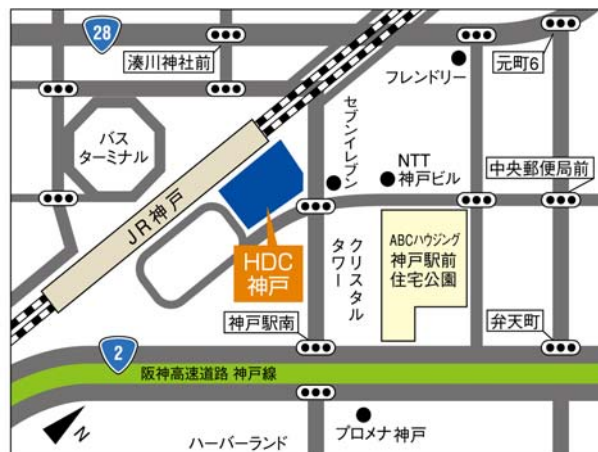 28
湊川神社前
元町6
フレンドリー
バス
ターミナル
セブンイレブン
NTT
神戸ビル
中央郵便局前
JR神戸
HDC
神戸
クリスタル
タワー
ABCハウジング
神戸駅前
住宅公園
神戸駅南
弁天町
2
阪神高速道路 神戸線
N
ハーバーランド
プロメナ神戸